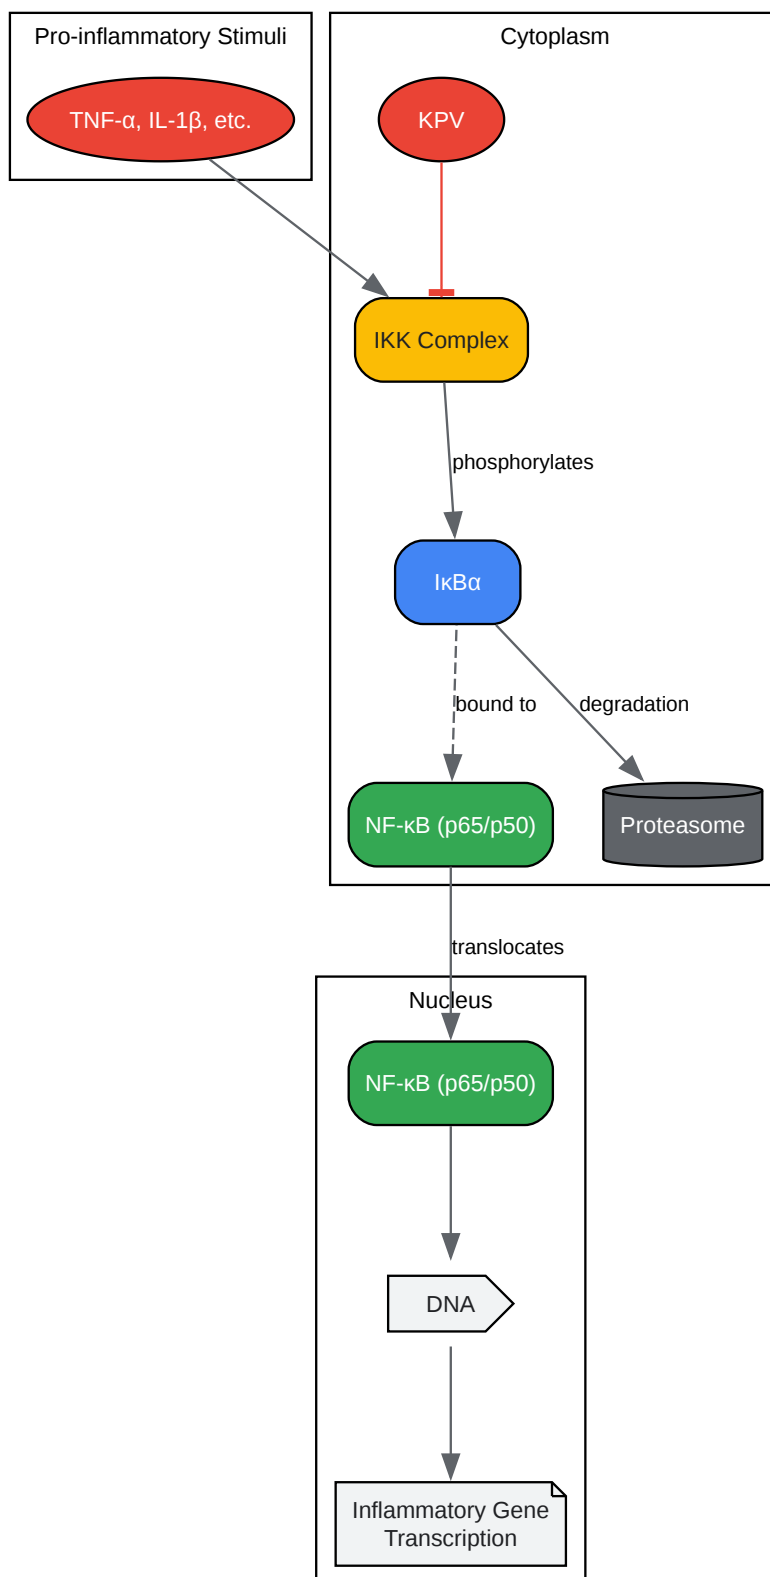 Pro-inflammatory Stimuli
Cytoplasm
TNF-α, IL-1β, etc.
KPV
IKK Complex
phosphorylates
IκBα
bound to
degradation
NF-κB (p65/p50)
Proteasome
translocates
Nucleus
NF-κB (p65/p50)
DNA
Inflammatory Gene
Transcription